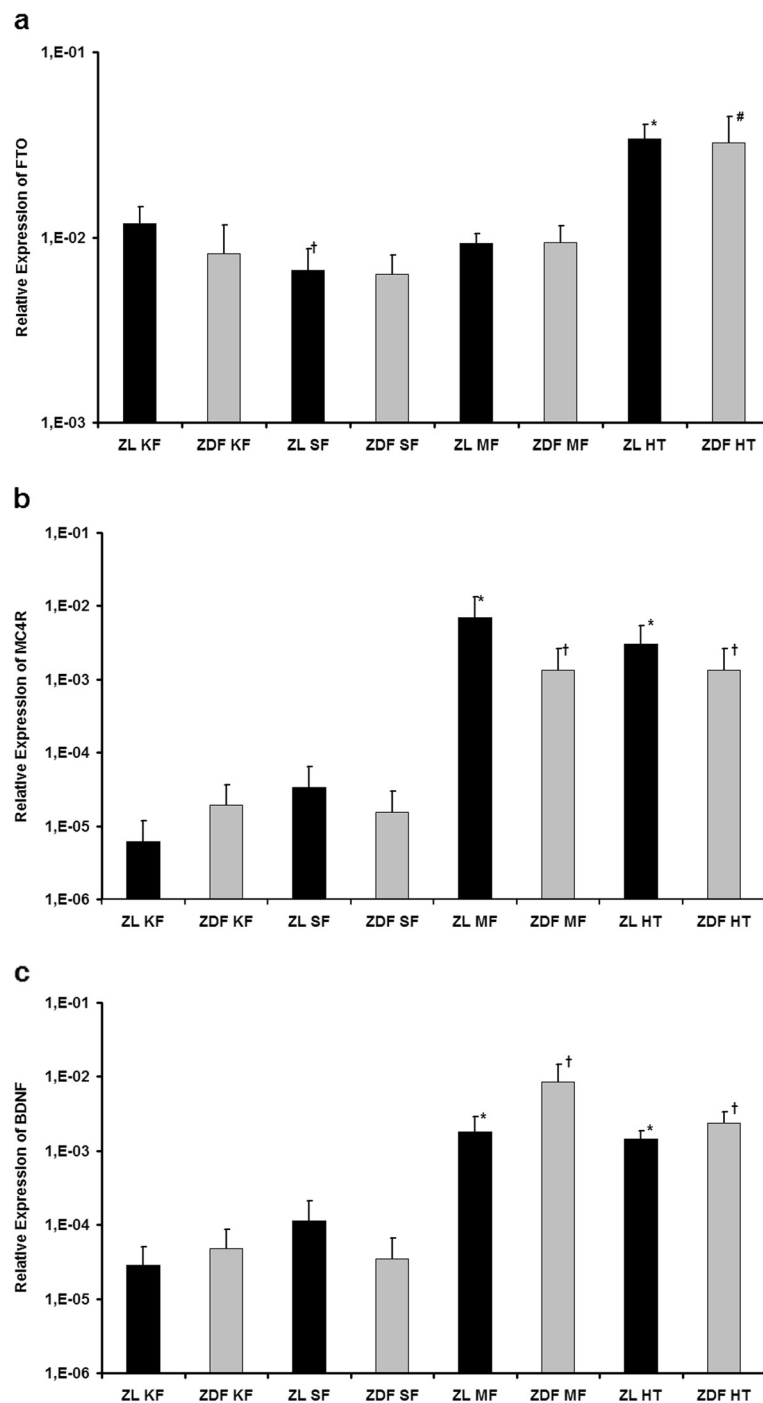 a
1,E-01
1,E-02
1,E-03
Relative Expression of FTO
†
*
#
ZL KF ZDF KF ZL SF ZDF SF ZL MF ZDF MF ZL HT ZDF HT
b
1,E-01
1,E-02
1,E-03
1,E-04
1,E-05
1,E-06
Relative Expression of MC4R
*
†
*
†
ZL KF ZDF KF ZL SF ZDF SF ZL MF ZDF MF ZL HT ZDF HT
c
1,E-01
1,E-02
1,E-03
1,E-04
1,E-05
1,E-06
Relative Expression of BDNF
*
†
*
†
ZL KF ZDF KF ZL SF ZDF SF ZL MF ZDF MF ZL HT ZDF HT